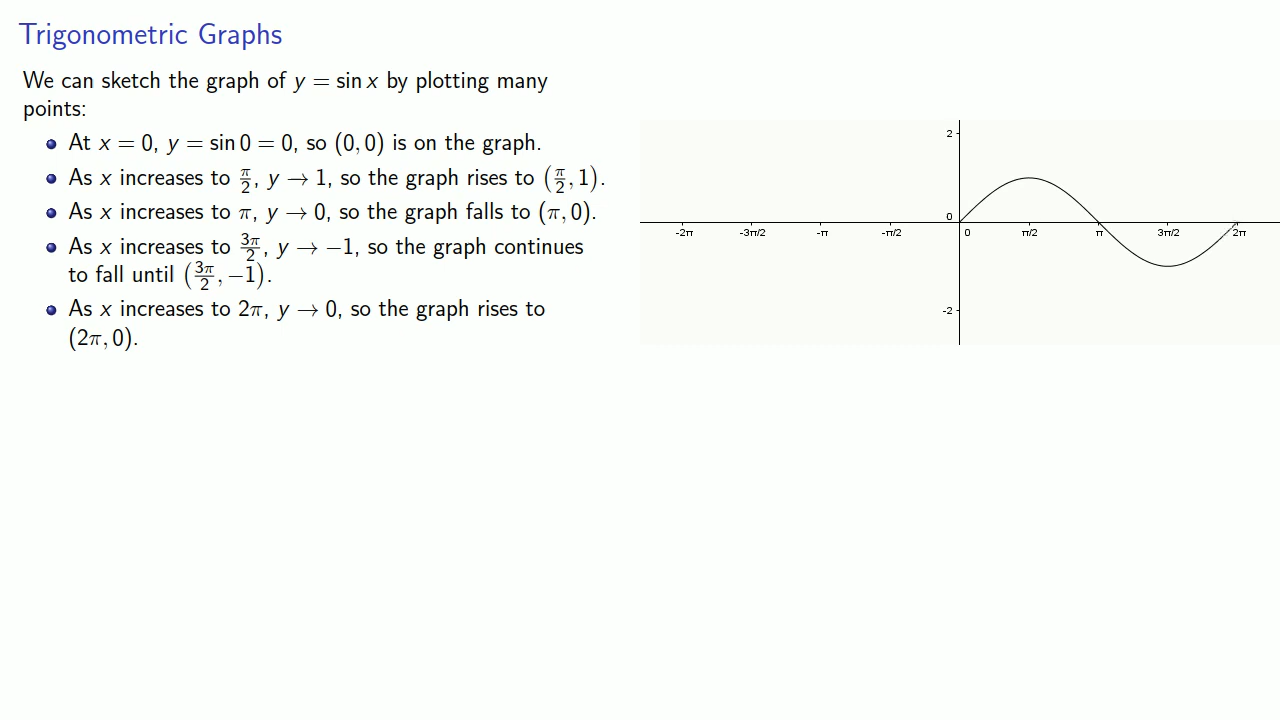 Trigonometric Graphs
We can sketch the graph of y = sin x by plotting many
points:
At x = 0, y = sin 0 = 0, so (0, 0) is on the graph.
As x increases to π/2, y → 1, so the graph rises to (π/2, 1).
As x increases to π, y → 0, so the graph falls to (π, 0).
As x increases to 3π/2, y → −1, so the graph continues
to fall until (3π/2, −1).
As x increases to 2π, y → 0, so the graph rises to
(2π, 0).
2
0
-2π -3π/2 -π -π/2 0 π/2 π 3π/2 2π
-2